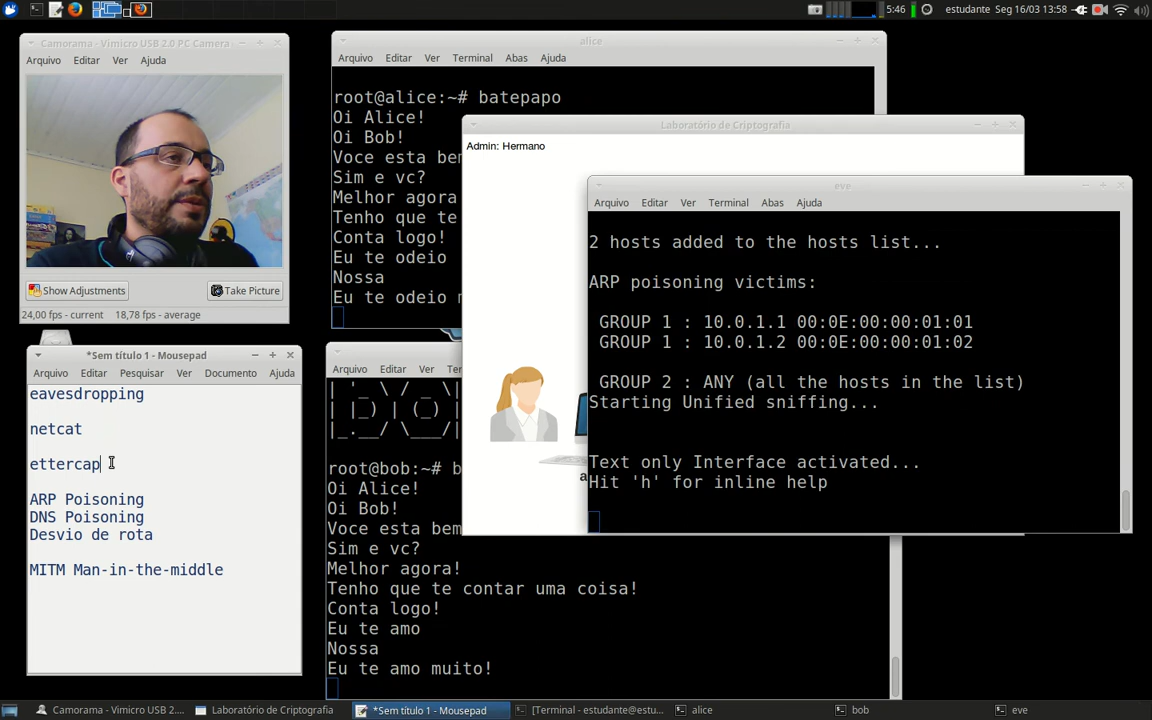 5:46
estudante Seg 16/03 13:58
Camorama - Vimicro USB 2.0 PC Camera
Arquivo Editar Ver Ajuda
Show Adjustments
Take Picture
24,00 fps - current 18,78 fps - average
alice
Arquivo Editar Ver Terminal Abas Ajuda
root@alice:~# batepapo
Oi Alice!
Oi Bob!
Voce esta bem
Sim e vc?
Melhor agora
Tenho que te
Conta logo!
Eu te odeio
Nossa
Eu te odeio
Laboratório de Criptografia
Admin: Hermano
eve
Arquivo Editar Ver Terminal Abas Ajuda
2 hosts added to the hosts list...
ARP poisoning victims:
GROUP 1 : 10.0.1.1 00:0E:00:00:01:01
GROUP 1 : 10.0.1.2 00:0E:00:00:01:02
GROUP 2 : ANY (all the hosts in the list)
Starting Unified sniffing...
Text only Interface activated...
Hit 'h' for inline help
*Sem título 1 - Mousepad
Arquivo Editar Pesquisar Ver Documento Ajuda
eavesdropping
netcat
ettercap
ARP Poisoning
DNS Poisoning
Desvio de rota
MITM Man-in-the-middle
Arquivo Editar Ver
root@bob:~# b
Oi Alice!
Oi Bob!
Voce esta bem
Sim e vc?
Melhor agora!
Tenho que te contar uma coisa!
Conta logo!
Eu te amo
Nossa
Eu te amo muito!
Camorama - Vimicro USB 2.0...
Laboratório de Criptografia
*Sem título 1 - Mousepad
[Terminal - estudante@estu...
alice
bob
eve